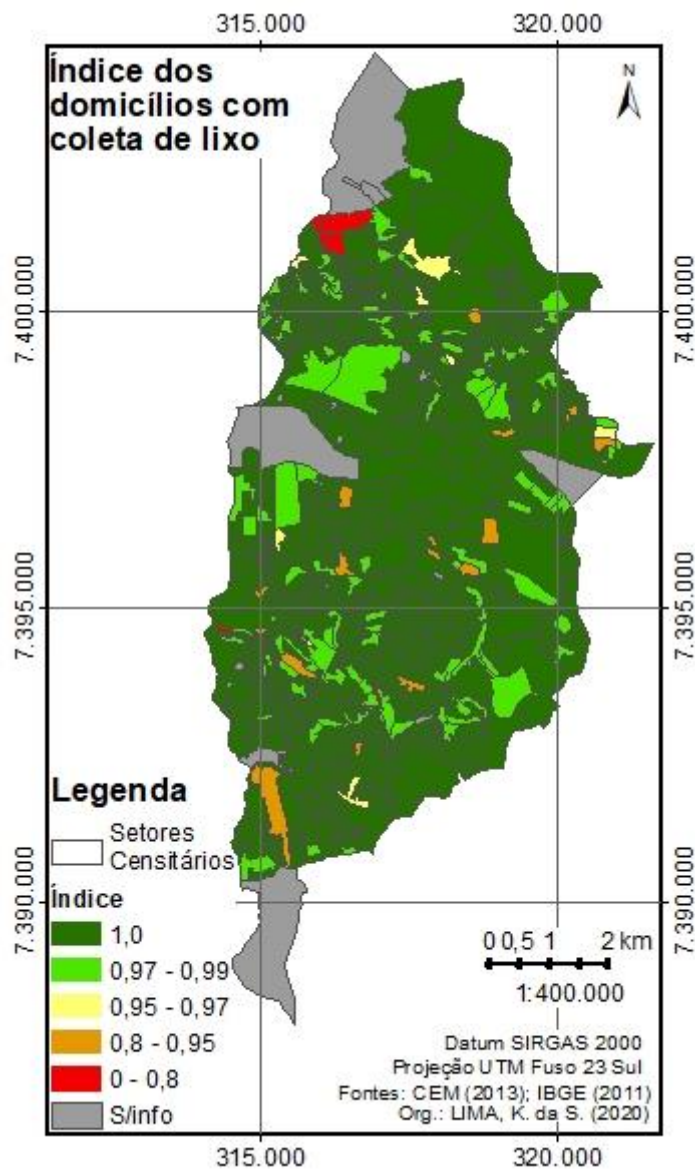 315.000
320.000
Índice dos
domicílios com
coleta de lixo
N
7.400.000
7.400.000
7.395.000
7.395.000
7.390.000
7.390.000
Legenda
Setores
Censitários
Índice
1,0
0,97 - 0,99
0,95 - 0,97
0,8 - 0,95
0 - 0,8
S/info
0 0,5 1 2 km
1:400.000
Datum SIRGAS 2000
Projeção UTM Fuso 23 Sul
Fontes: CEM (2013); IBGE (2011)
Org.: LIMA, K. da S. (2020)
315.000
320.000